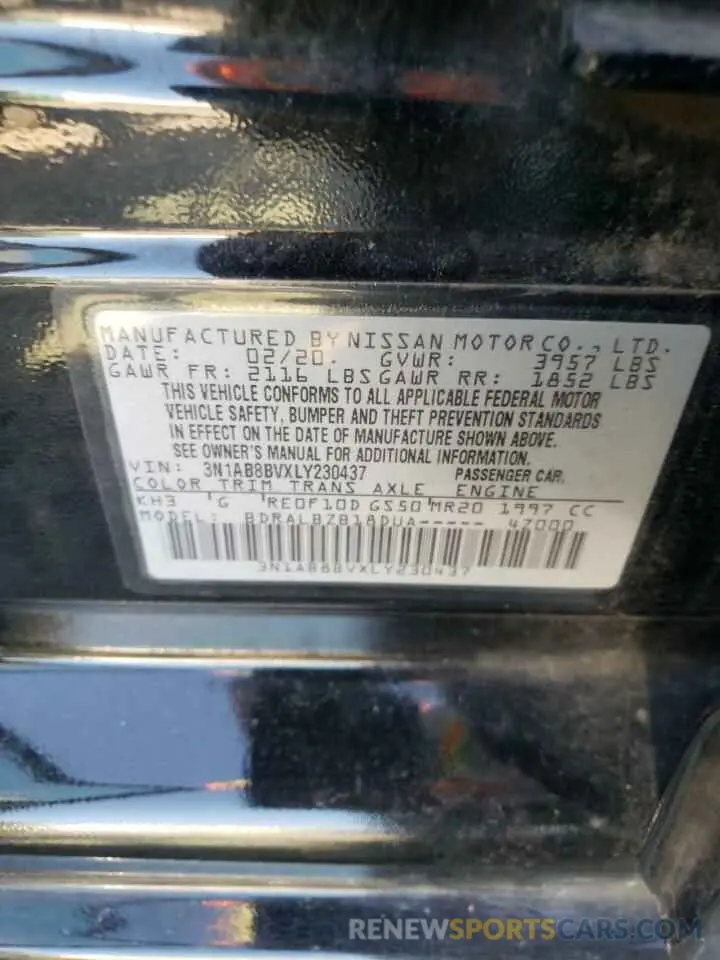 MANUFACTURED BY NISSAN MOTOR CO., LTD.
DATE: 02/20. GVWR: 3957 LBS
GAWR FR: 2116 LBS GAWR RR: 1852 LBS
THIS VEHICLE CONFORMS TO ALL APPLICABLE FEDERAL MOTOR
VEHICLE SAFETY, BUMPER AND THEFT PREVENTION STANDARDS
IN EFFECT ON THE DATE OF MANUFACTURE SHOWN ABOVE.
SEE OWNER'S MANUAL FOR ADDITIONAL INFORMATION.
VIN: 3N1AB8BVXLY230437 PASSENGER CAR.
COLOR TRIM TRANS AXLE ENGINE
KH3 'G 'RE0F10D GS50'MR20 1997 CC
MODEL: BDRALBZB18DUA----- 47000
3N1AB8BVXLY230437
RENEWSPORTSCARS.COM